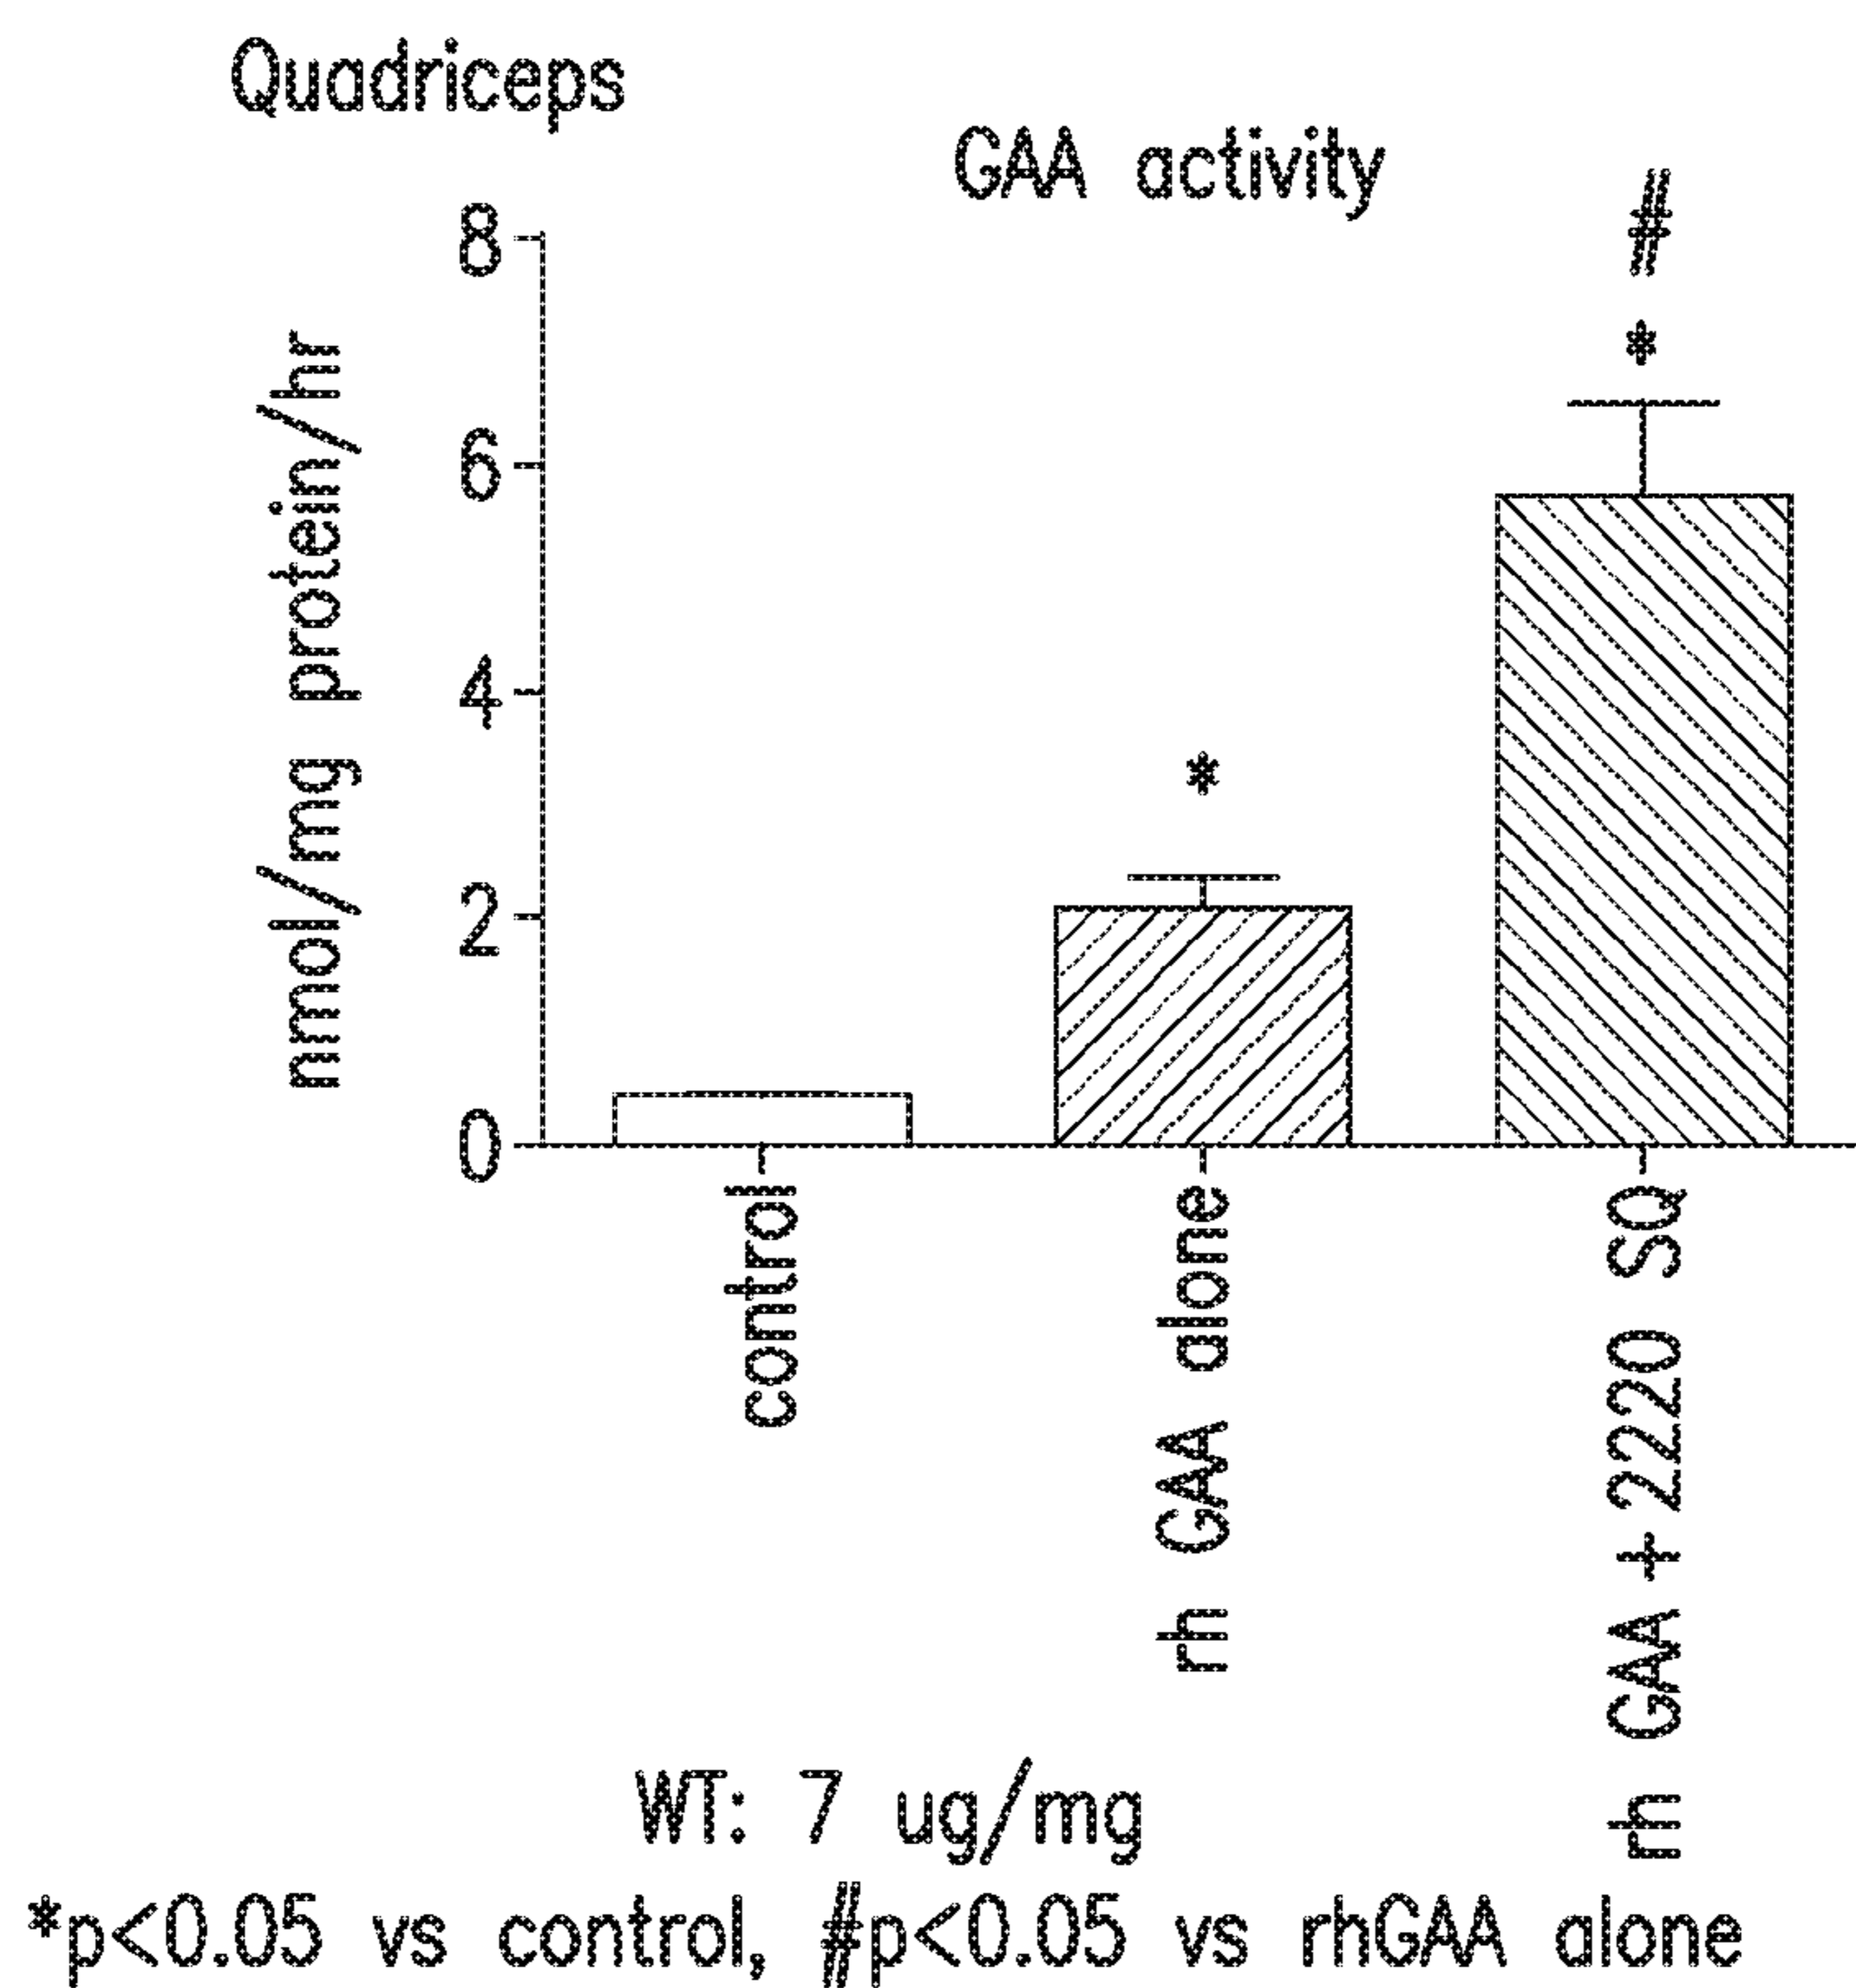 Quadriceps
GAA activity
nmol/mg protein/hr
8
6
4
2
0
*
*
#
control
rh GAA alone
rh GAA + 2220 SQ
WT: 7 ug/mg
*p<0.05 vs control, #p<0.05 vs rhGAA alone